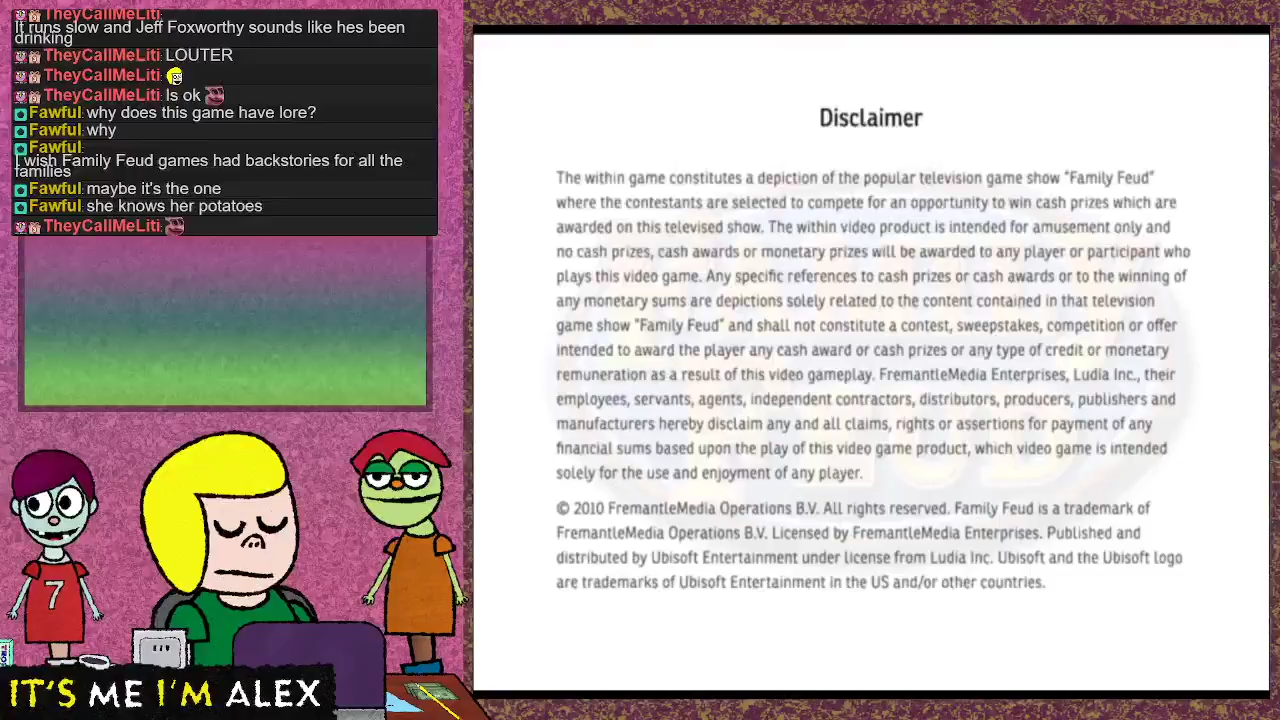 TheyCallMeLiti:
It runs slow and Jeff Foxworthy sounds like hes been
drinking
TheyCallMeLiti: LOUTER
TheyCallMeLiti:
TheyCallMeLiti: Is ok
Fawful: why does this game have lore?
Fawful: why
Fawful:
I wish Family Feud games had backstories for all the
families
Fawful: maybe it's the one
Fawful: she knows her potatoes
TheyCallMeLiti:
7
IT'S ME I'M ALEX
Disclaimer
The within game constitutes a depiction of the popular television game show "Family Feud"
where the contestants are selected to compete for an opportunity to win cash prizes which are
awarded on this televised show. The within video product is intended for amusement only and
no cash prizes, cash awards or monetary prizes will be awarded to any player or participant who
plays this video game. Any specific references to cash prizes or cash awards or to the winning of
any monetary sums are depictions solely related to the content contained in that television
game show "Family Feud" and shall not constitute a contest, sweepstakes, competition or offer
intended to award the player any cash award or cash prizes or any type of credit or monetary
remuneration as a result of this video gameplay. FremantleMedia Enterprises, Ludia Inc., their
employees, servants, agents, independent contractors, distributors, producers, publishers and
manufacturers hereby disclaim any and all claims, rights or assertions for payment of any
financial sums based upon the play of this video game product, which video game is intended
solely for the use and enjoyment of any player.
© 2010 FremantleMedia Operations B.V. All rights reserved. Family Feud is a trademark of
FremantleMedia Operations B.V. Licensed by FremantleMedia Enterprises. Published and
distributed by Ubisoft Entertainment under license from Ludia Inc. Ubisoft and the Ubisoft logo
are trademarks of Ubisoft Entertainment in the US and/or other countries.